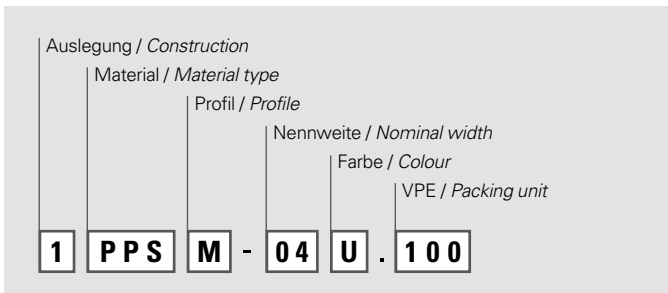 Auslegung / Construction
Material / Material type
Profil / Profile
Nennweite / Nominal width
Farbe / Colour
VPE / Packing unit
1 PPS M - 04 U . 100